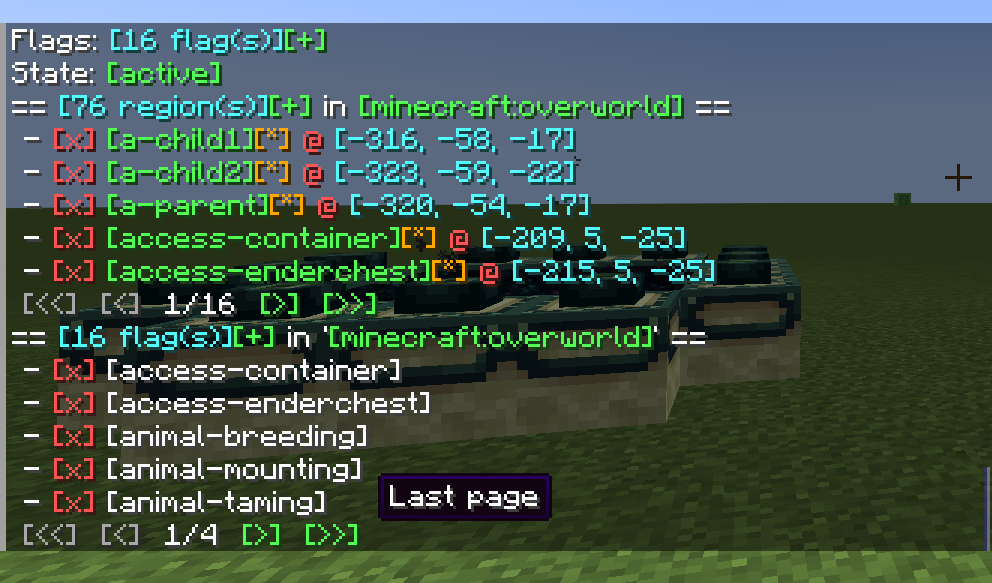 Flags: [16 flag(s)][+]
State: [active]
== [76 region(s)][+] in [minecraft:overworld] ==
- [x] [a-child1][*] @ [-316, -58, -17]
- [x] [a-child2][*] @ [-323, -59, -22]
- [x] [a-parent][*] @ [-320, -54, -17]
- [x] [access-container][*] @ [-209, 5, -25]
- [x] [access-enderchest][*] @ [-215, 5, -25]
[<<] [<] 1/16 [>] [>>]
== [16 flag(s)][+] in '[minecraft:overworld]' ==
- [x] [access-container]
- [x] [access-enderchest]
- [x] [animal-breeding]
- [x] [animal-mounting]
- [x] [animal-taming]
Last page
[<<] [<] 1/4 [>] [>>]